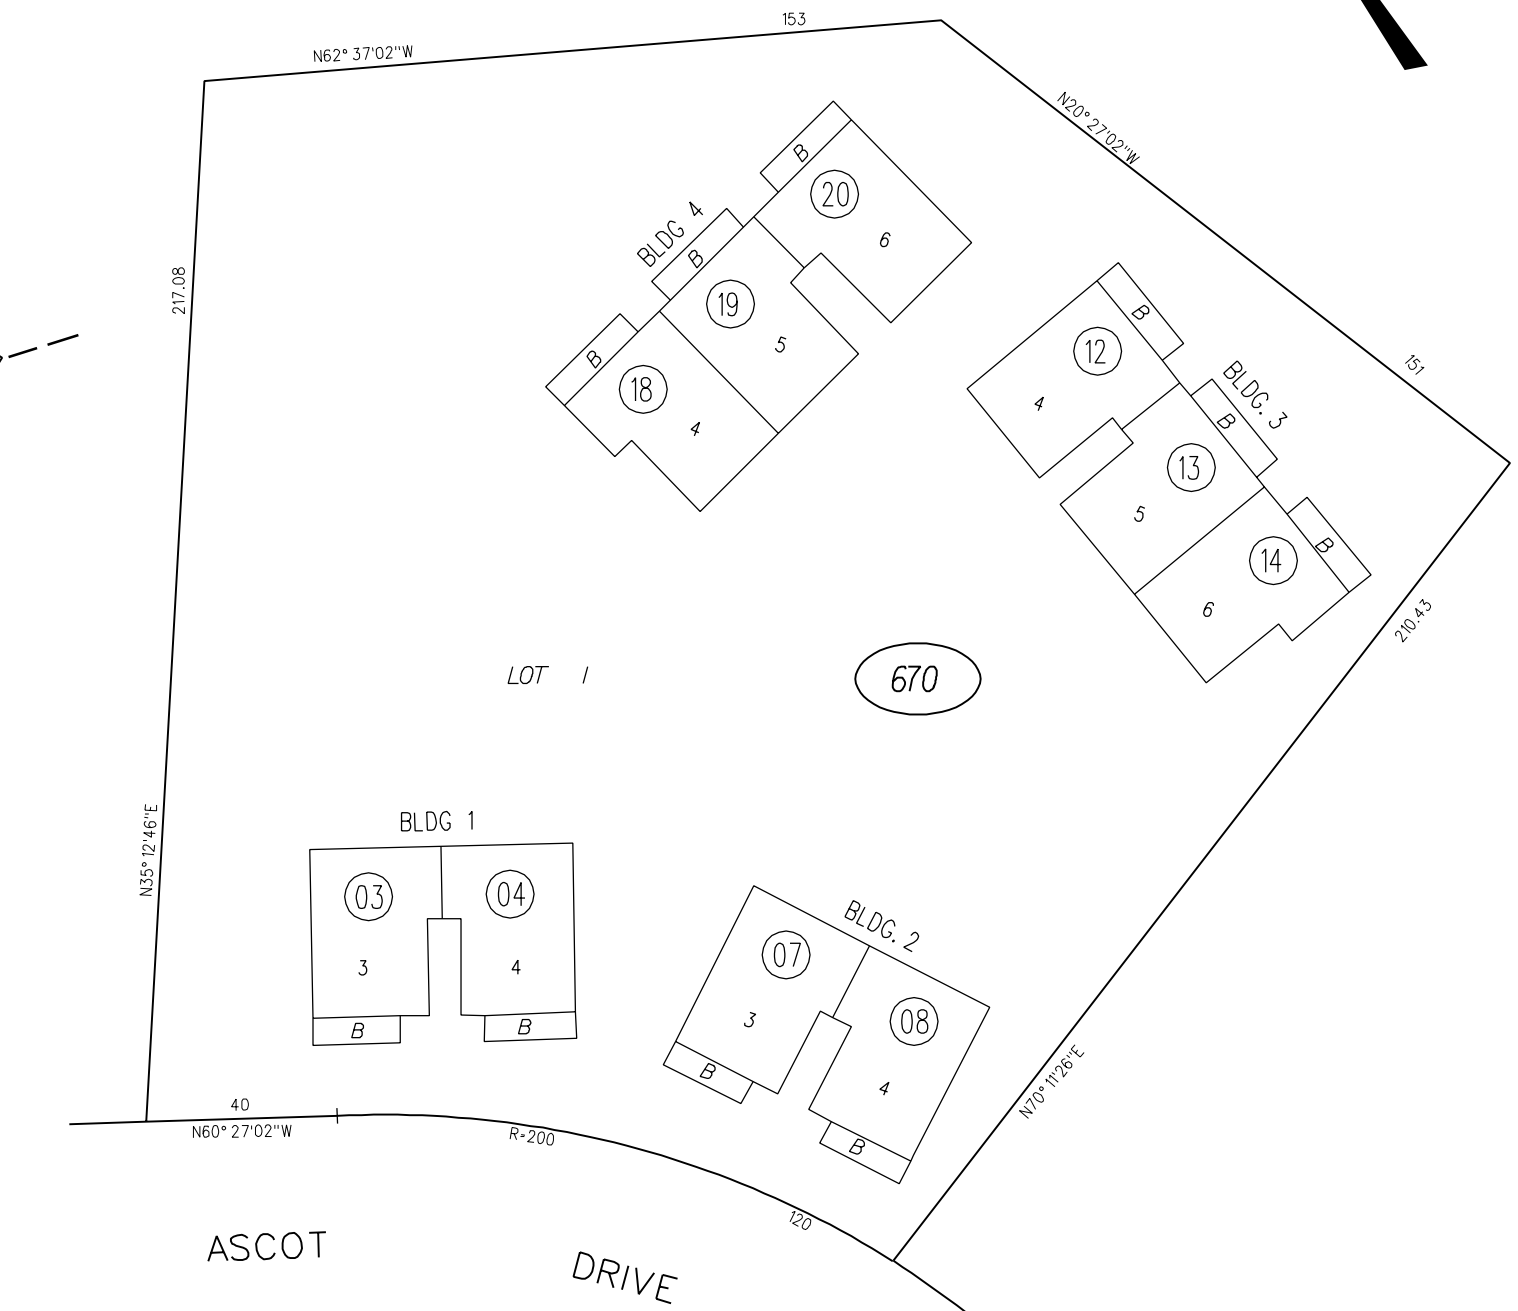 153
N62° 37'02"W
N20° 27'02"W
217.08
151
BLDG 4
B
20
6
B
19
5
B
18
4
B
12
4
BLDG. 3
B
13
5
B
14
6
210.43
LOT 1
670
N35° 12'46"E
BLDG 1
03
04
3
4
B
B
BLDG. 2
07
08
3
4
B
B
N70° 11'26"E
40
N60° 27'02"W
R=200
120
ASCOT DRIVE